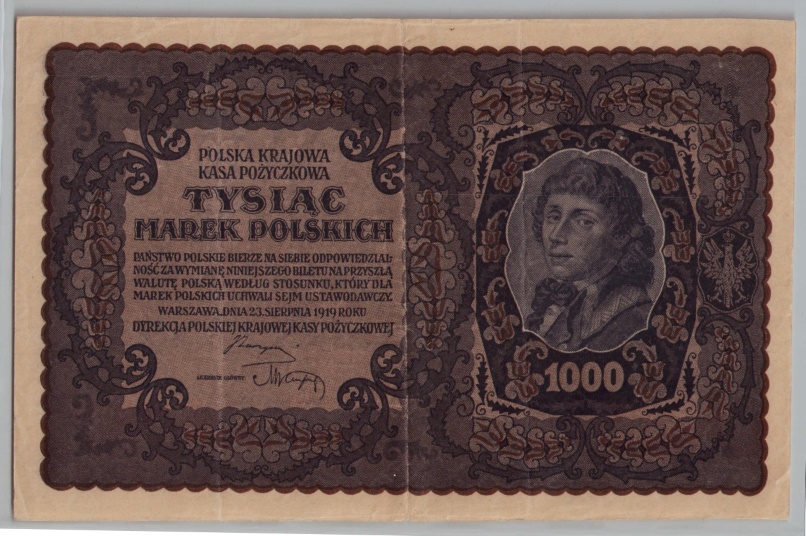 POLSKA KRAJOWA
KASA POŻYCZKOWA
TYSIĄC
MAREK POLSKICH
PAŃSTWO POLSKIE BIERZE NA SIEBIE ODPOWIEDZIAL-
NOŚĆ ZA WYMIANĘ NINIEJSZEGO BILETU NA PRZYSZŁĄ
WALUTĘ POLSKĄ WEDŁUG STOSUNKU, KTÓRY DLA
MAREK POLSKICH UCHWALI SEJM USTAWODAWCZY.
WARSZAWA, DNIA 23. SIERPNIA 1919 ROKU
DYREKCJA POLSKIEJ KRAJOWEJ KASY POŻYCZKOWEJ
SKARBNIK GŁÓWNY
1000